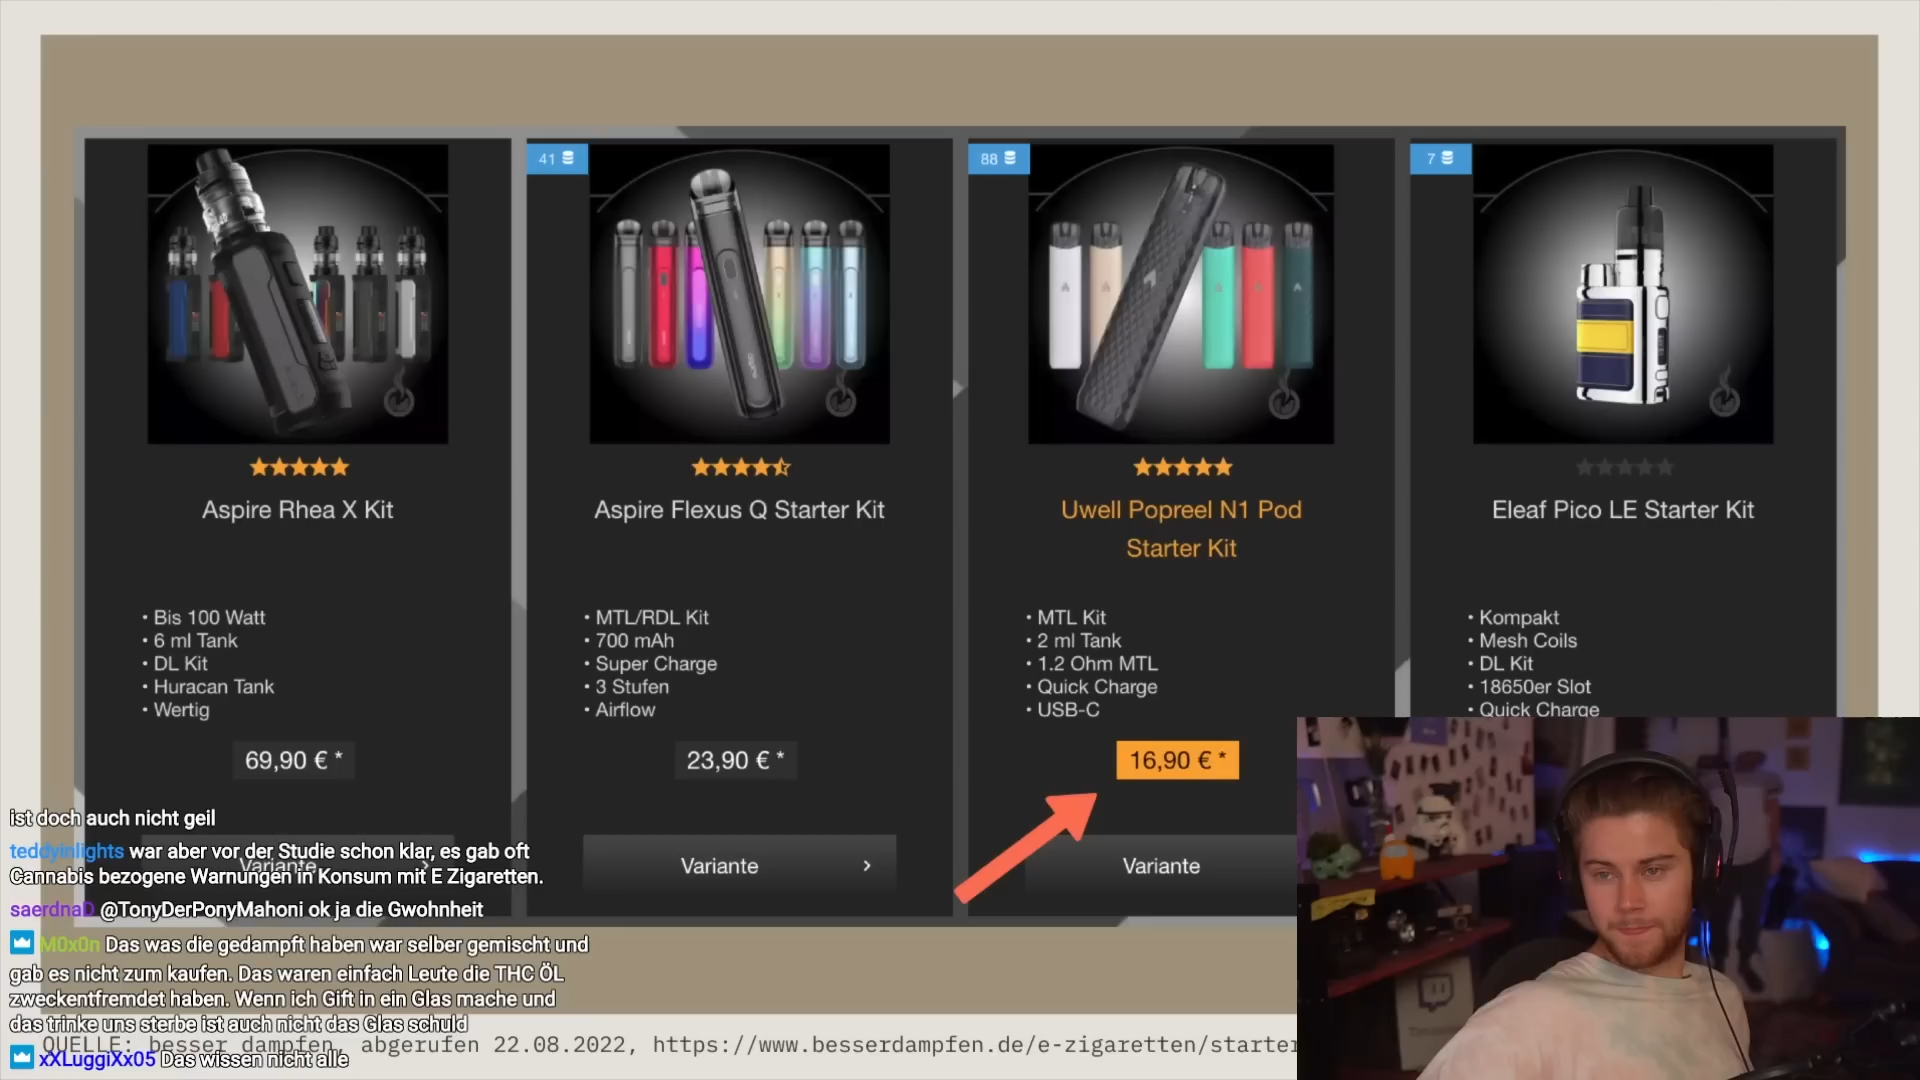 41
88
7
Aspire Rhea X Kit
Aspire Flexus Q Starter Kit
Uwell Popreel N1 Pod
Starter Kit
Eleaf Pico LE Starter Kit
• Bis 100 Watt
• 6 ml Tank
• DL Kit
• Huracan Tank
• Wertig
• MTL/RDL Kit
• 700 mAh
• Super Charge
• 3 Stufen
• Airflow
• MTL Kit
• 2 ml Tank
• 1.2 Ohm MTL
• Quick Charge
• USB-C
• Kompakt
• Mesh Coils
• DL Kit
• 18650er Slot
• Quick Charge
69,90 € *
23,90 € *
16,90 € *
Variante
Variante
Variante
ist doch auch nicht geil
teddyinlights war aber vor der Studie schon klar, es gab oft
Cannabis bezogene Warnungen in Konsum mit E Zigaretten.
saerdnaD @TonyDerPonyMahoni ok ja die Gwohnheit
M0x0n Das was die gedampft haben war selber gemischt und
gab es nicht zum kaufen. Das waren einfach Leute die THC ÖL
zweckentfremdet haben. Wenn ich Gift in ein Glas mache und
das trinke uns sterbe ist auch nicht das Glas schuld
QUELLE: besser dampfen, abgerufen 22.08.2022, https://www.besserdampfen.de/e-zigaretten/starter
xXLuggiXx05 Das wissen nicht alle